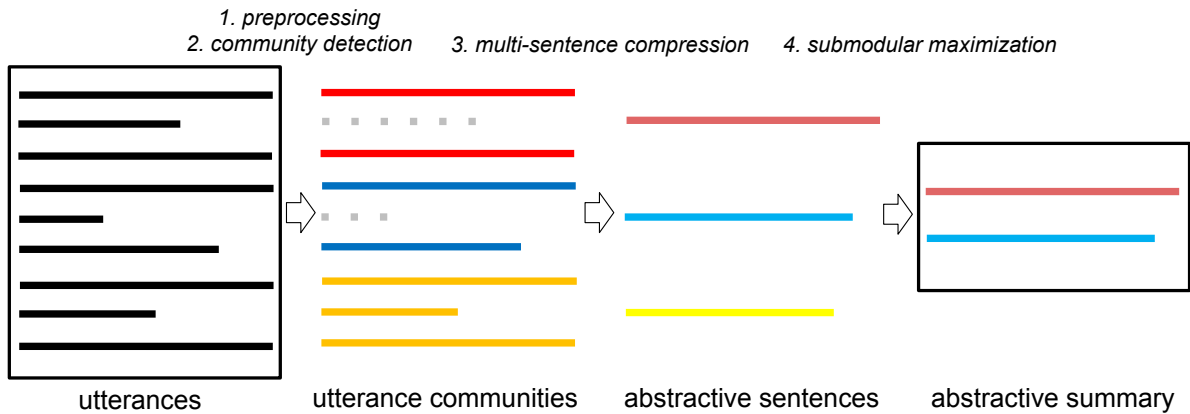 1. preprocessing
2. community detection
3. multi-sentence compression
4. submodular maximization
utterances
utterance communities
abstractive sentences
abstractive summary